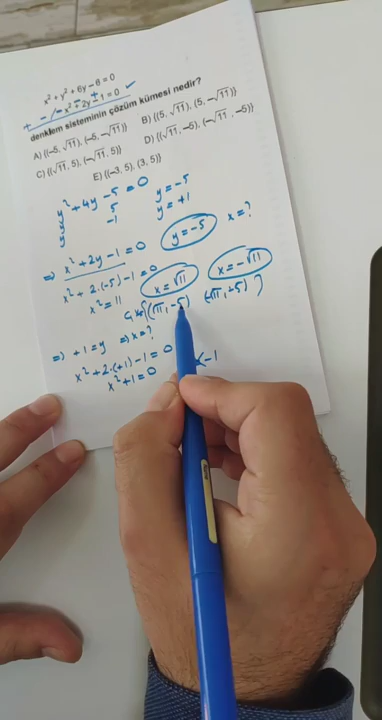 x² + y² + 6y - 6 = 0
x² + 2y - 1 = 0
denklem sisteminin çözüm kümesi nedir?
A) {(-5, √11), (-5, -√11)}
B) {(5, √11), (5, -√11)}
C) {(√11, 5), (-√11, 5)}
D) {(√11, -5), (-√11, -5)}
E) {(-3, 5), (3, 5)}
y² + 4y - 5 = 0
y 5 y = -5
y -1 y = +1
y = -5 x = ?
⇒ x² + 2y - 1 = 0
x² + 2.(-5) - 1 = 0
x² = 11 x = √11 x = -√11
{(√11, -5) (-√11, -5)}
⇒ +1 = y ⇒ x = ?
x² + 2.(+1) - 1 = 0
x² + 1 = 0 -1